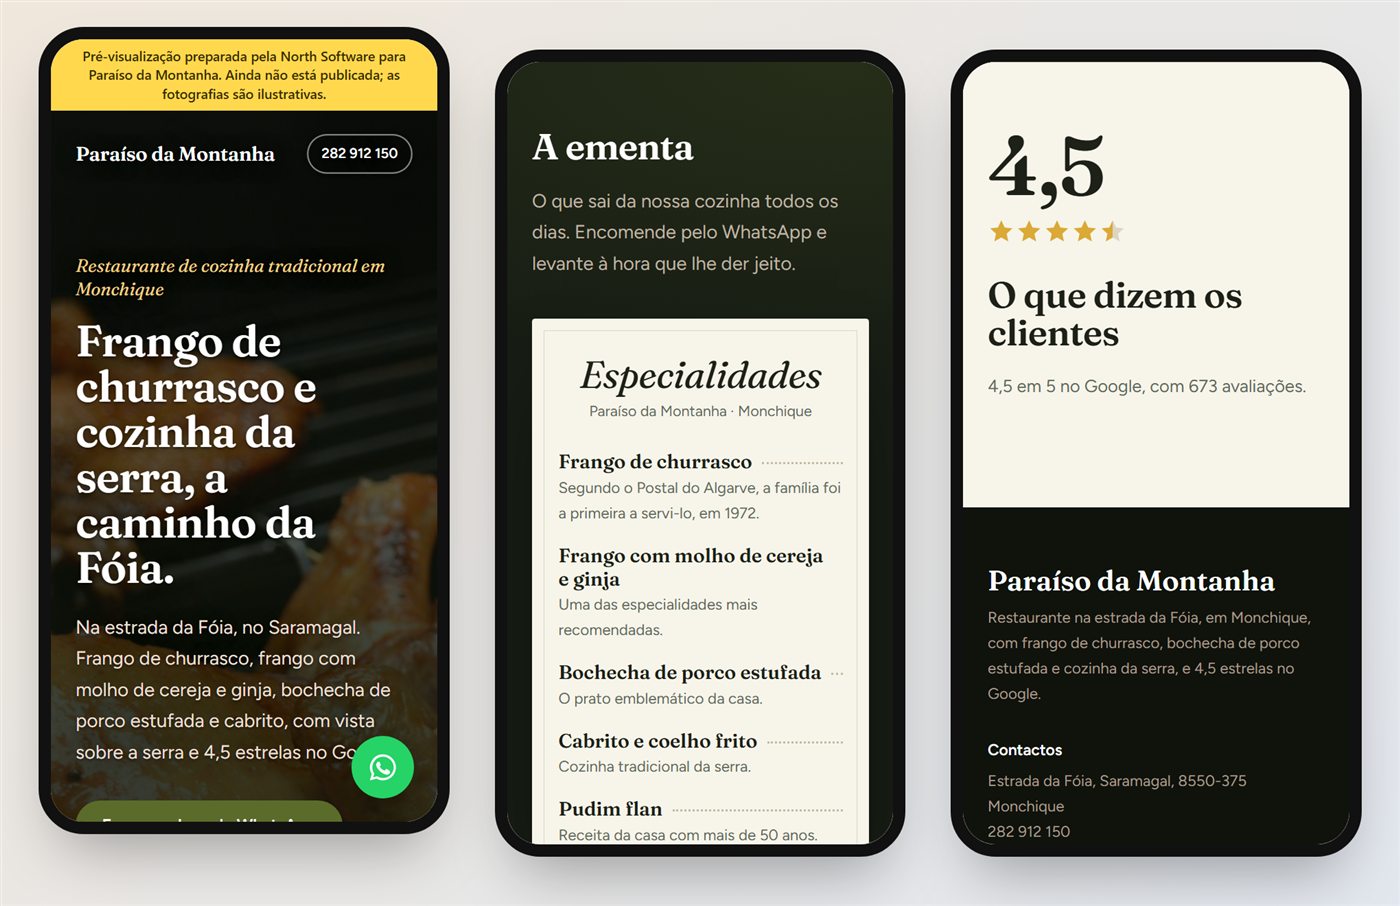 Pré-visualização preparada pela North Software para
Paraíso da Montanha. Ainda não está publicada; as
fotografias são ilustrativas.
Paraíso da Montanha
282 912 150
Restaurante de cozinha tradicional em
Monchique
Frango de
churrasco e
cozinha da
serra, a
caminho da
Fóia.
Na estrada da Fóia, no Saramagal.
Frango de churrasco, frango com
molho de cereja e ginja, bochecha de
porco estufada e cabrito, com vista
sobre a serra e 4,5 estrelas no
A ementa
O que sai da nossa cozinha todos os
dias. Encomende pelo WhatsApp e
levante à hora que lhe der jeito.
Especialidades
Paraíso da Montanha · Monchique
Frango de churrasco
Segundo o Postal do Algarve, a família foi
a primeira a servi-lo, em 1972.
Frango com molho de cereja
e ginja
Uma das especialidades mais
recomendadas.
Bochecha de porco estufada
O prato emblemático da casa.
Cabrito e coelho frito
Cozinha tradicional da serra.
Pudim flan
Receita da casa com mais de 50 anos.
4,5
O que dizem os
clientes
4,5 em 5 no Google, com 673 avaliações.
Paraíso da Montanha
Restaurante na estrada da Fóia, em Monchique,
com frango de churrasco, bochecha de porco
estufada e cozinha da serra, e 4,5 estrelas no
Google.
Contactos
Estrada da Fóia, Saramagal, 8550-375
Monchique
282 912 150